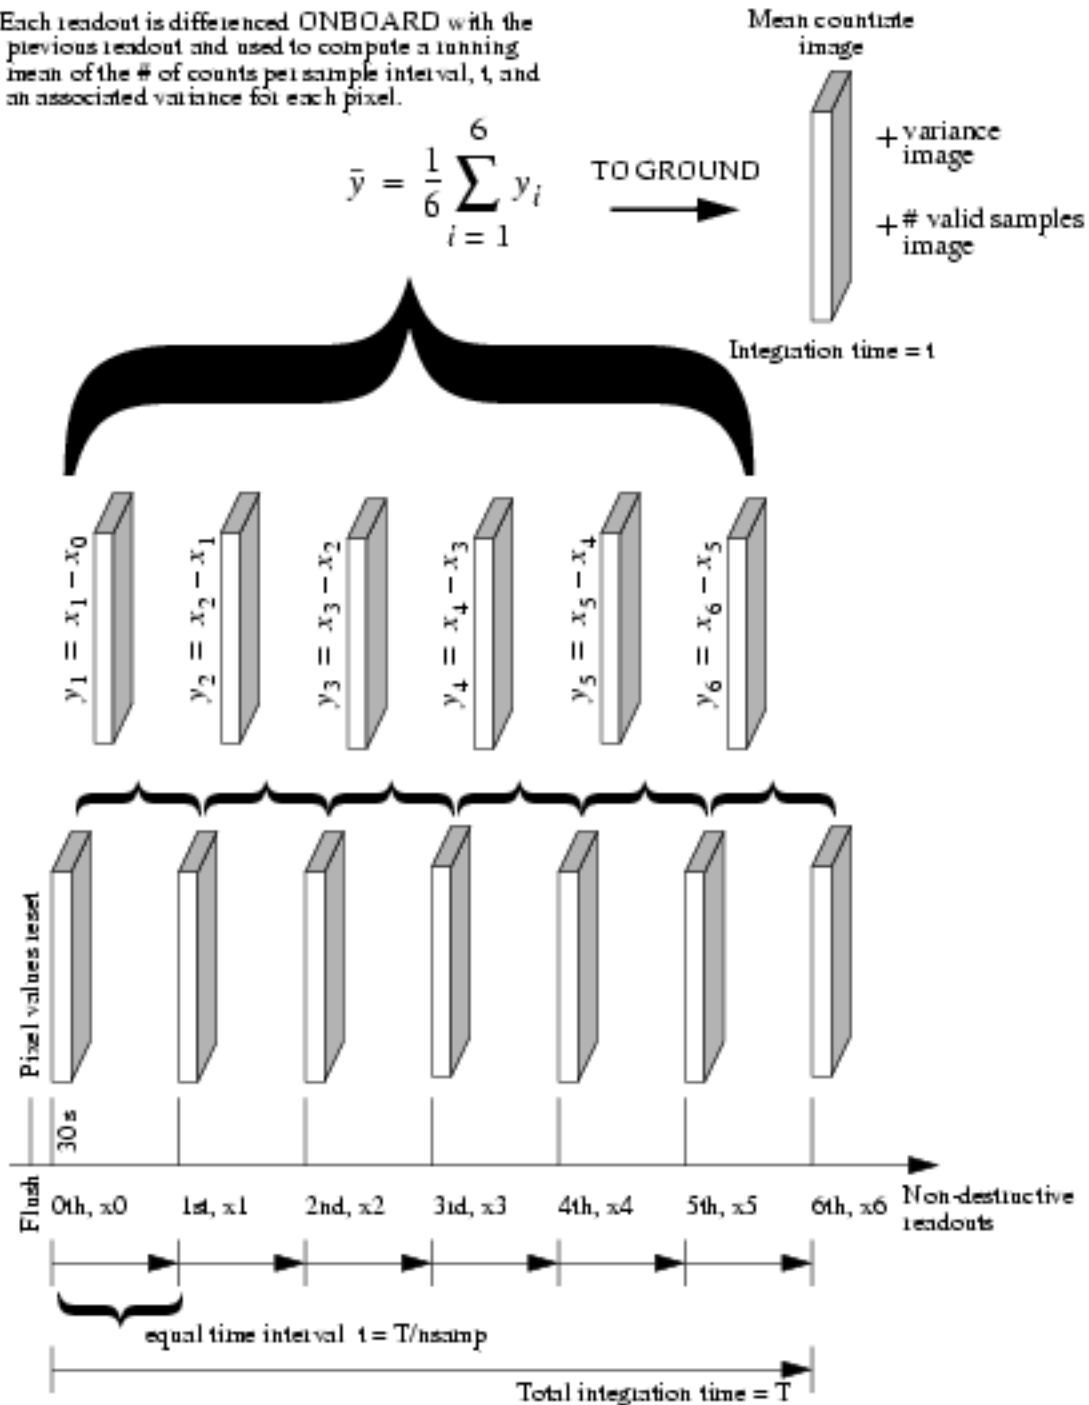 Each readout is differenced ONBOARD with the
previous readout and used to compute a running
mean of the # of counts per sample interval, t, and
an associated variance for each pixel.
Mean countrate
image
+ variance
image
+ # valid samples
image
TO GROUND
ȳ = 1/6 ∑ i = 1 6 y_i
Integration time = t
y1 = x1 − x0
y2 = x2 − x1
y3 = x3 − x2
y4 = x4 − x3
y5 = x5 − x4
y6 = x6 − x5
Pixel values reset
30 s
Flush
0th, x0
1st, x1
2nd, x2
3rd, x3
4th, x4
5th, x5
6th, x6
Non-destructive
readouts
equal time interval t = T/nsamp
Total integration time = T